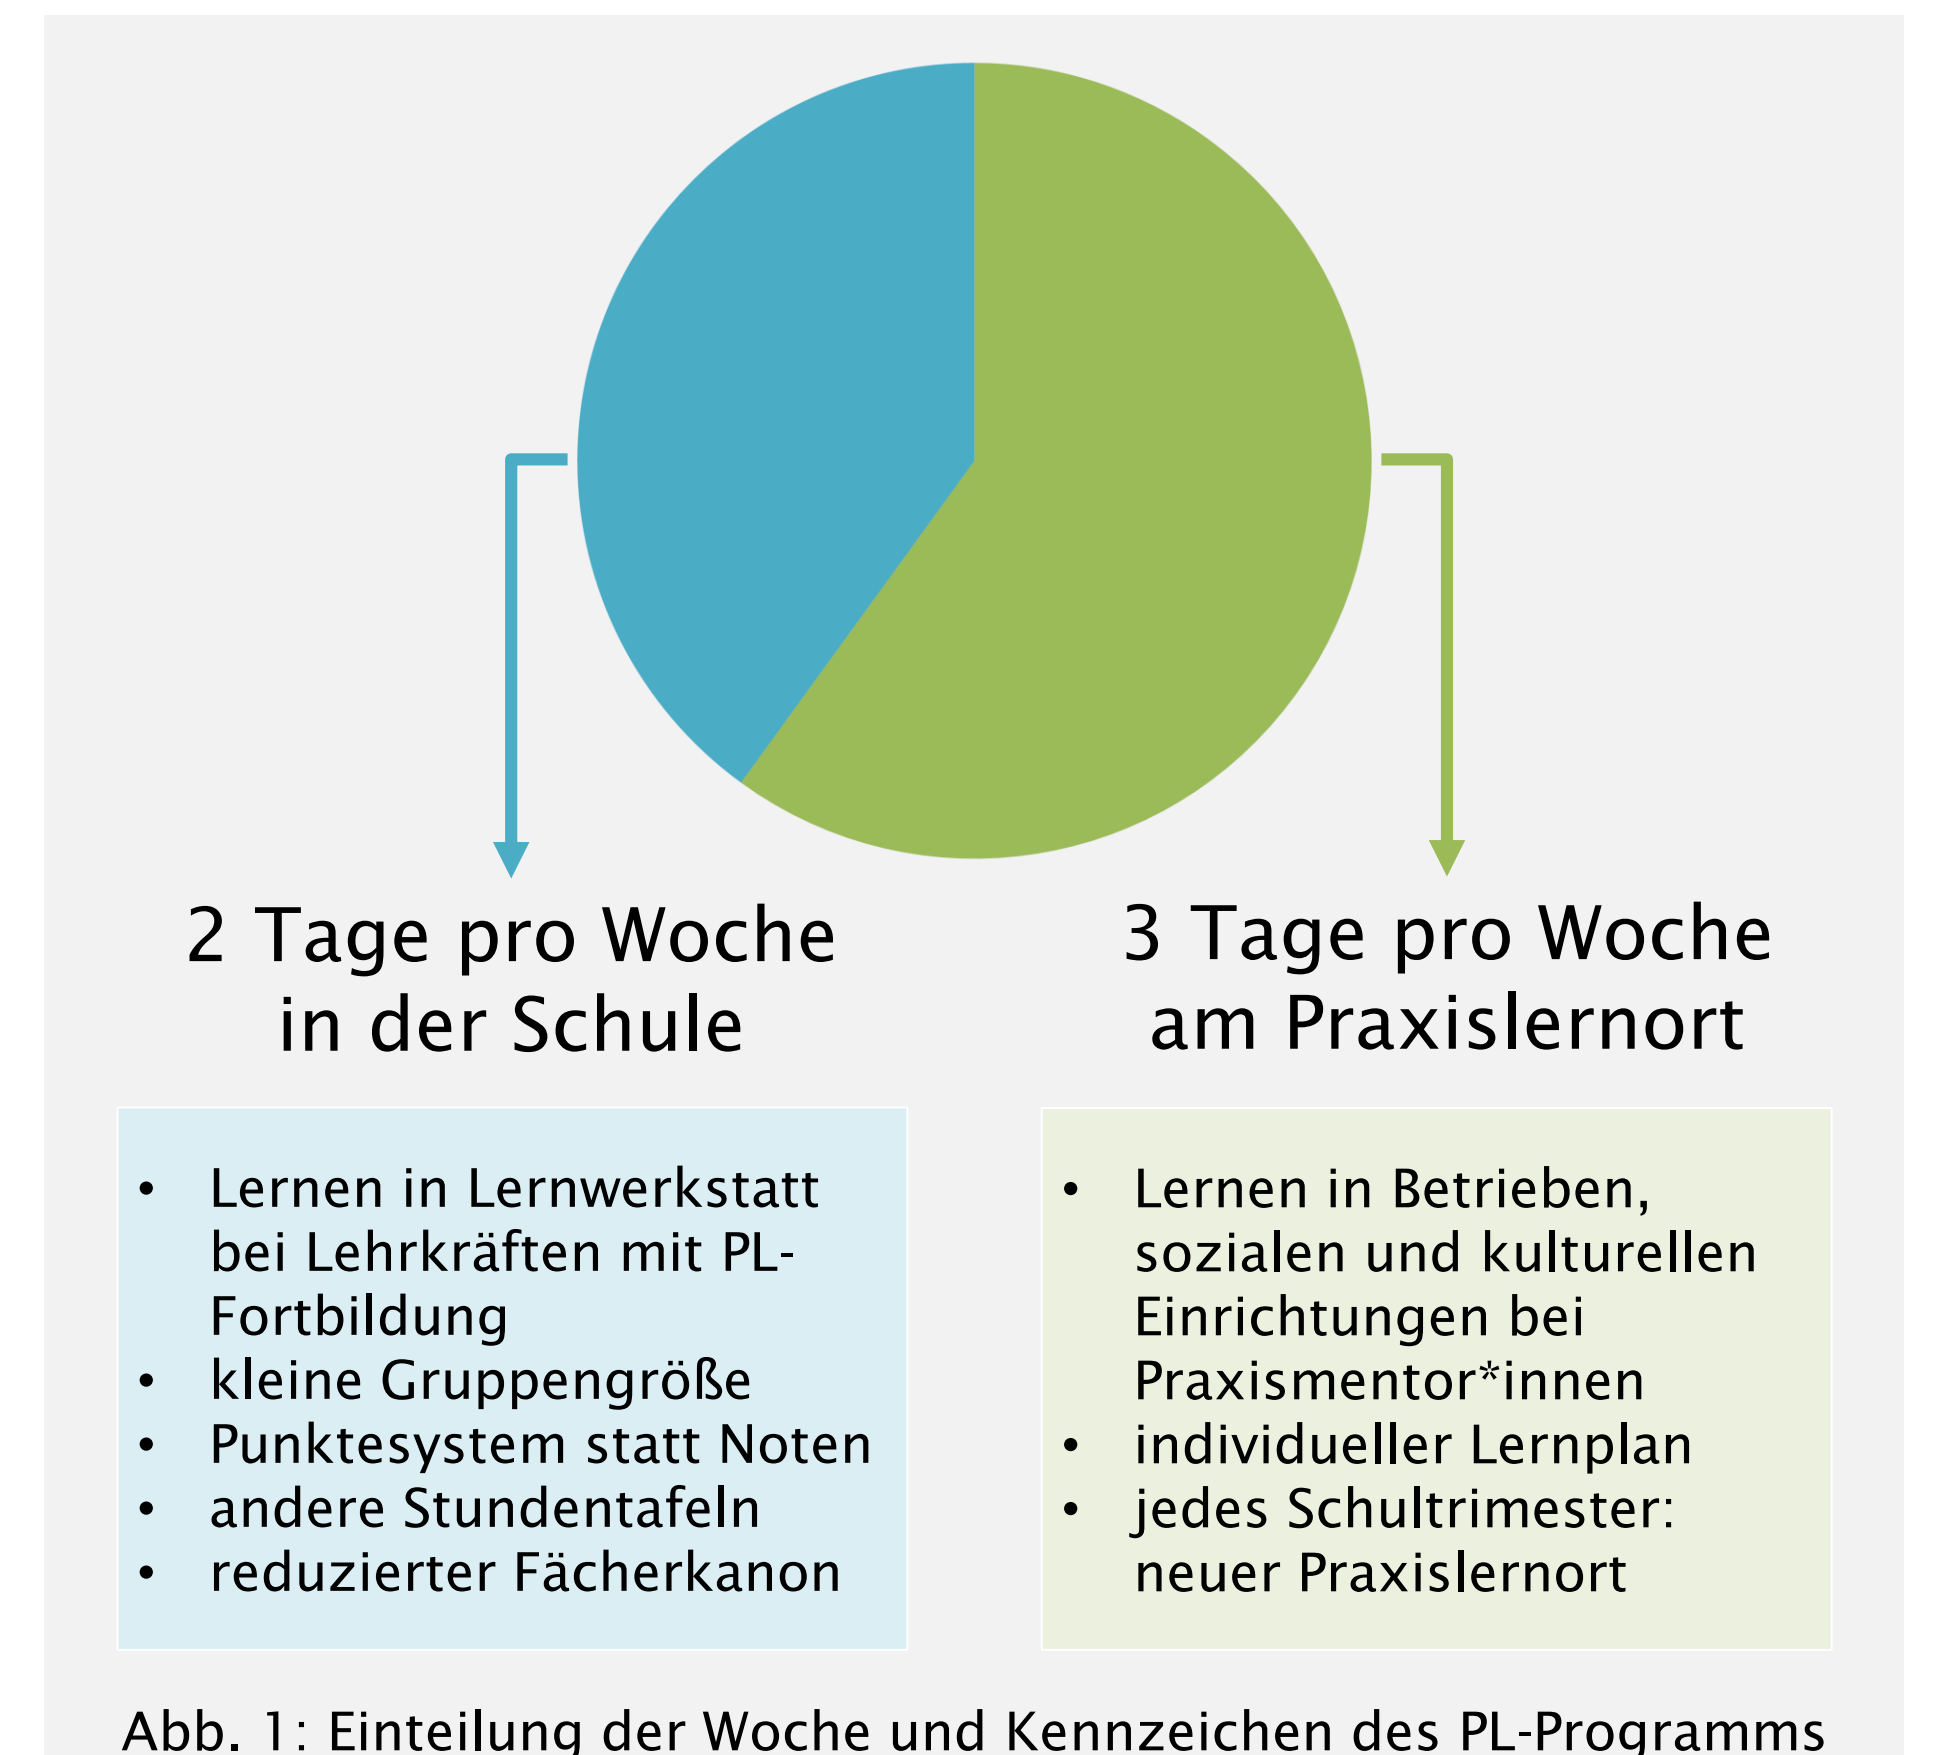 2 Tage pro Woche
in der Schule
• Lernen in Lernwerkstatt
bei Lehrkräften mit PL-
Fortbildung
• kleine Gruppengröße
• Punktesystem statt Noten
• andere Stundentafeln
• reduzierter Fächerkanon
3 Tage pro Woche
am Praxislernort
• Lernen in Betrieben,
sozialen und kulturellen
Einrichtungen bei
Praxismentor*innen
• individueller Lernplan
• jedes Schultrimester:
neuer Praxislernort
Abb. 1: Einteilung der Woche und Kennzeichen des PL-Programms